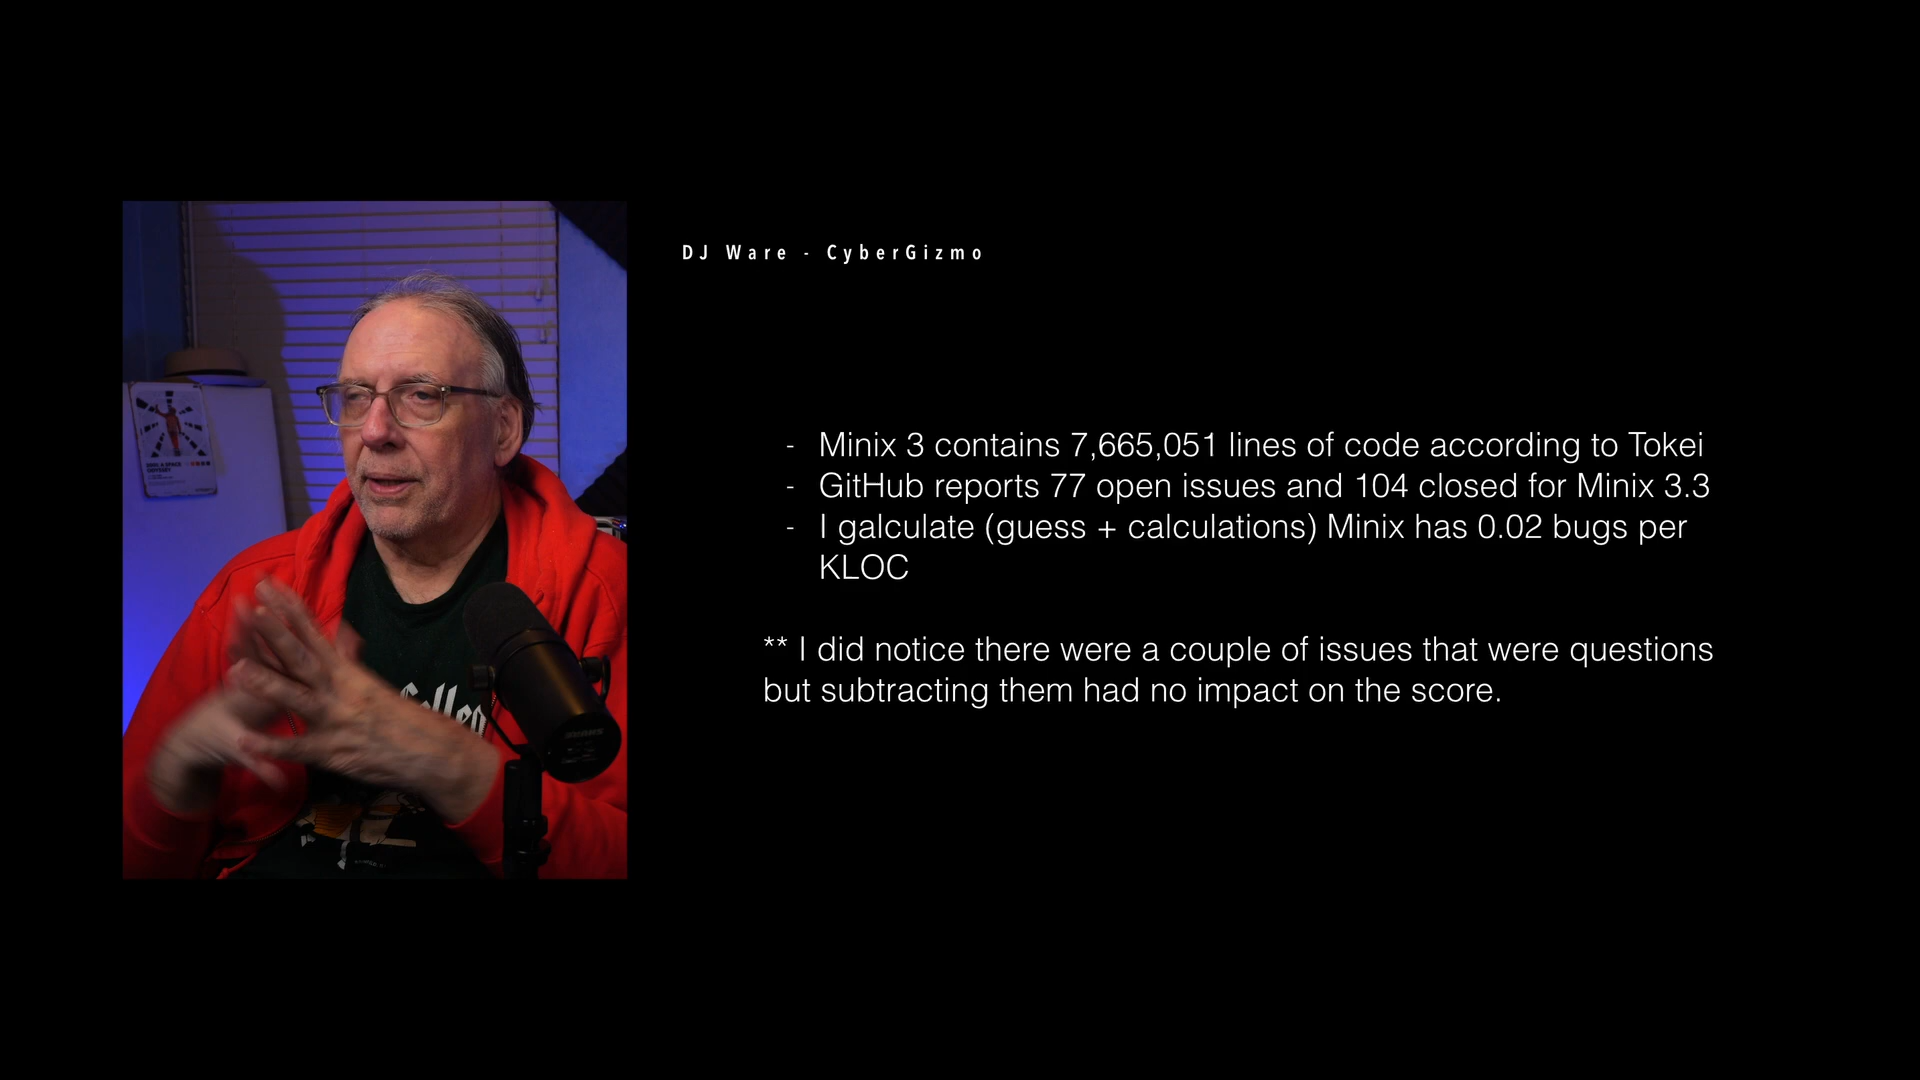 DJ Ware - CyberGizmo
- Minix 3 contains 7,665,051 lines of code according to Tokei
- GitHub reports 77 open issues and 104 closed for Minix 3.3
- I galculate (guess + calculations) Minix has 0.02 bugs per
KLOC
** I did notice there were a couple of issues that were questions
but subtracting them had no impact on the score.